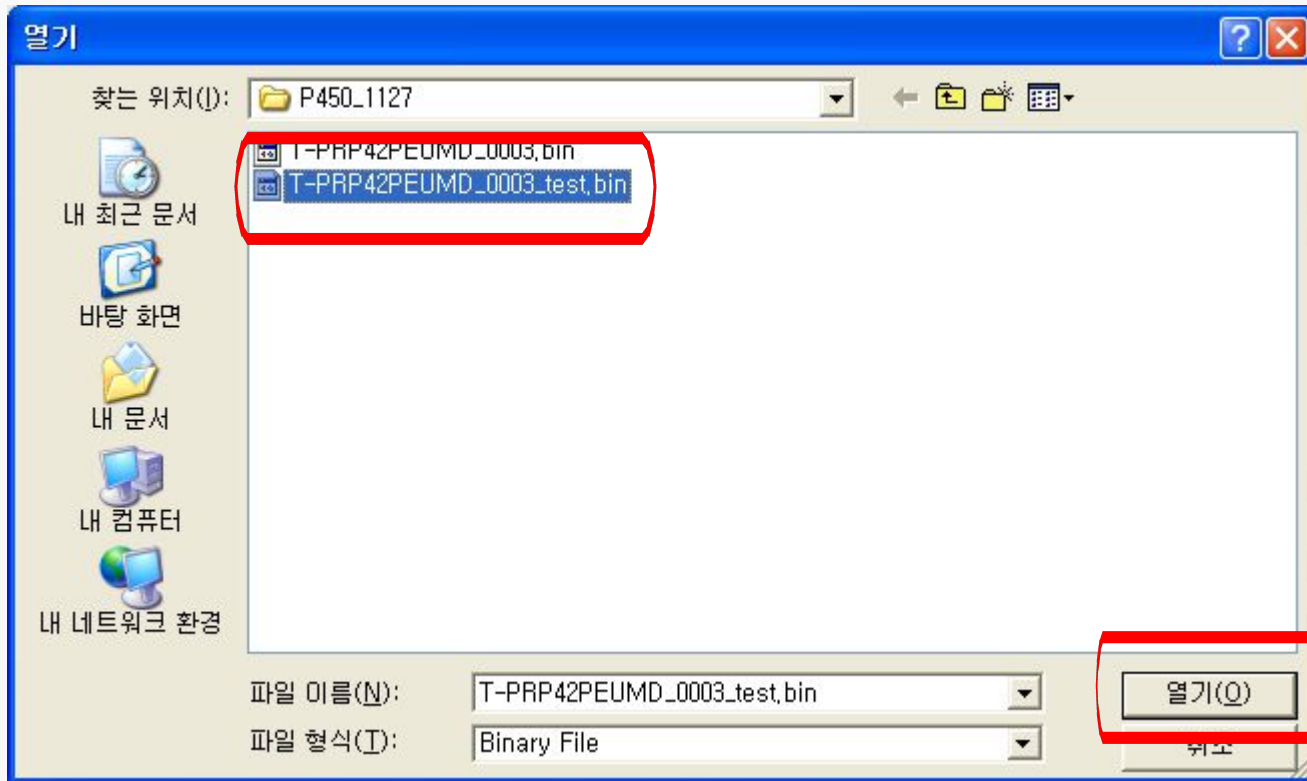 열기
찾는 위치(I): P450_1127
T-PRP42PEUMD_0003.bin
T-PRP42PEUMD_0003_test.bin
내 최근 문서
바탕 화면
내 문서
내 컴퓨터
내 네트워크 환경
파일 이름(N): T-PRP42PEUMD_0003_test.bin
열기(O)
파일 형식(T): Binary File
취소